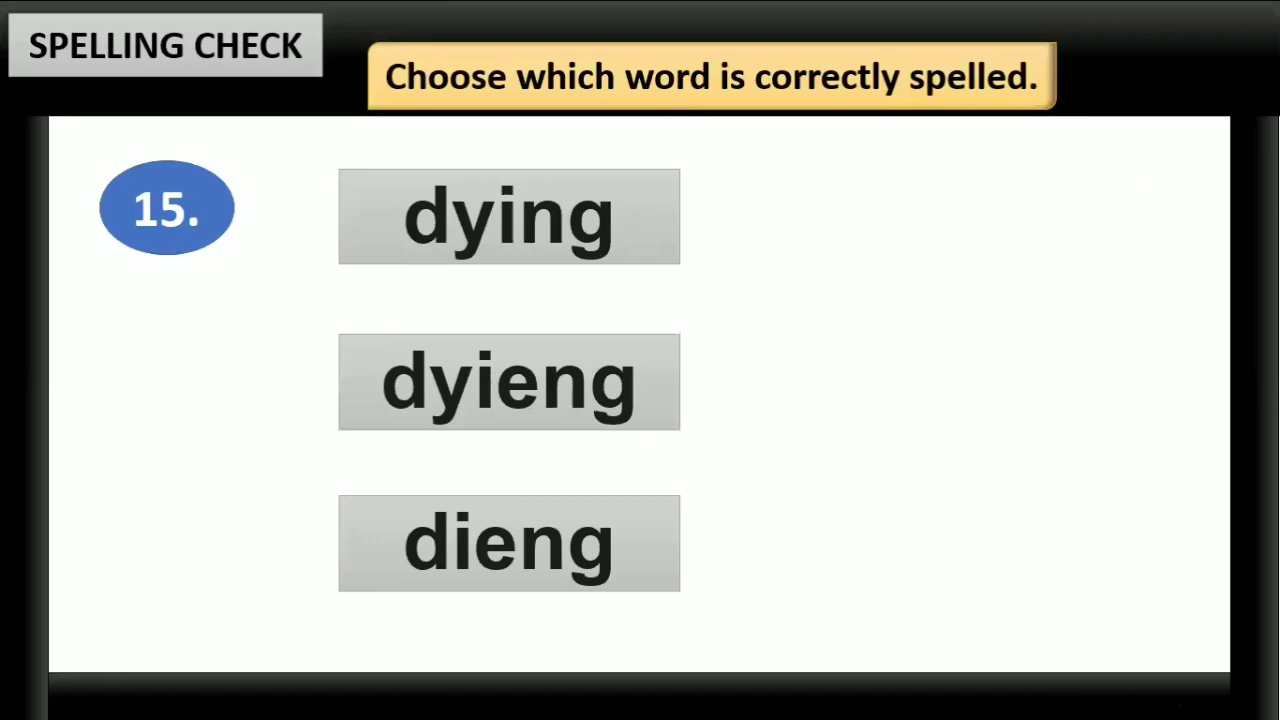 SPELLING CHECK
Choose which word is correctly spelled.
15.
dying
dyieng
dieng